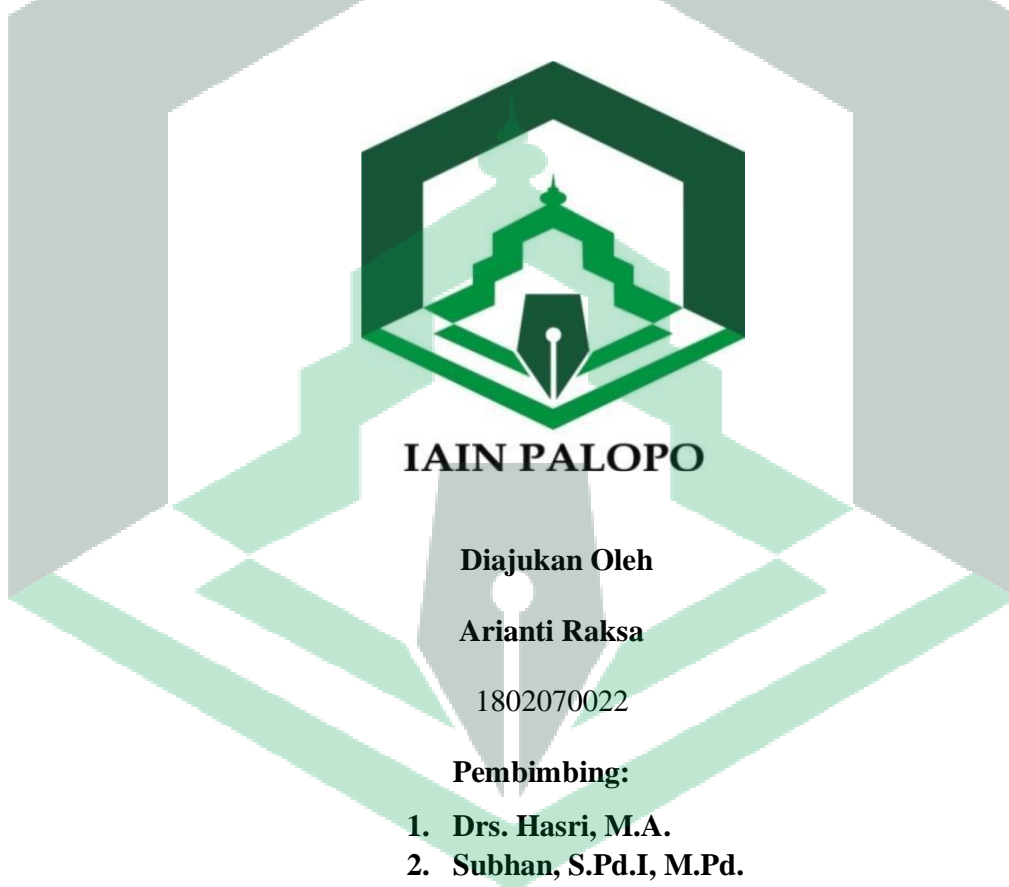 IAIN PALOPO
Diajukan Oleh
Arianti Raksa
1802070022
Pembimbing:
1. Drs. Hasri, M.A.
2. Subhan, S.Pd.I, M.Pd.